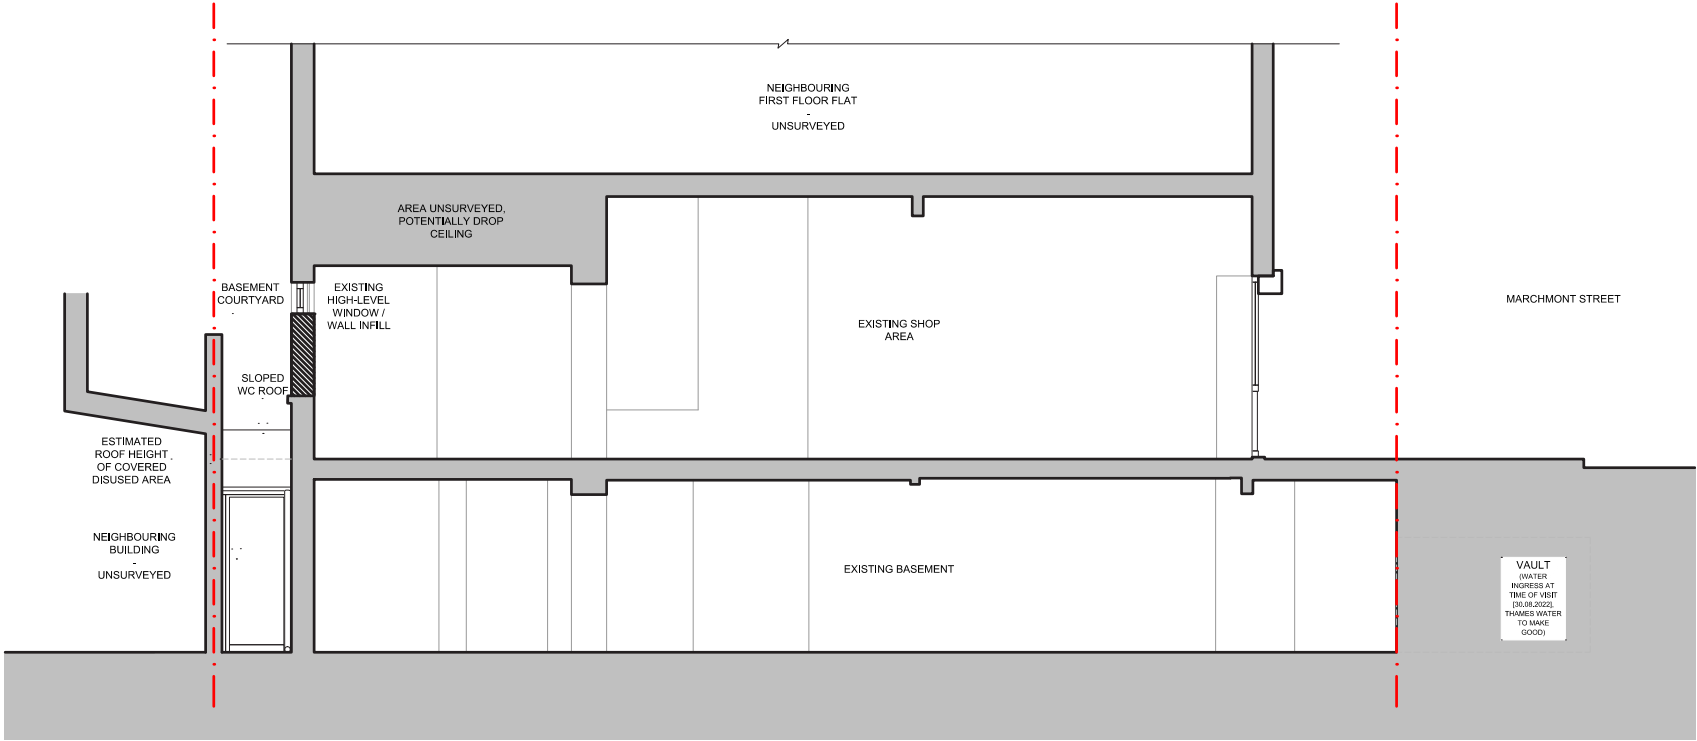 NEIGHBOURING
FIRST FLOOR FLAT
-
UNSURVEYED
AREA UNSURVEYED,
POTENTIALLY DROP
CEILING
BASEMENT
COURTYARD
EXISTING
HIGH-LEVEL
WINDOW /
WALL INFILL
EXISTING SHOP
AREA
MARCHMONT STREET
SLOPED
WC ROOF
ESTIMATED
ROOF HEIGHT
OF COVERED
DISUSED AREA
NEIGHBOURING
BUILDING
-
UNSURVEYED
EXISTING BASEMENT
VAULT
(WATER
INGRESS AT
TIME OF VISIT
[30.08.2022],
THAMES WATER
TO MAKE
GOOD)